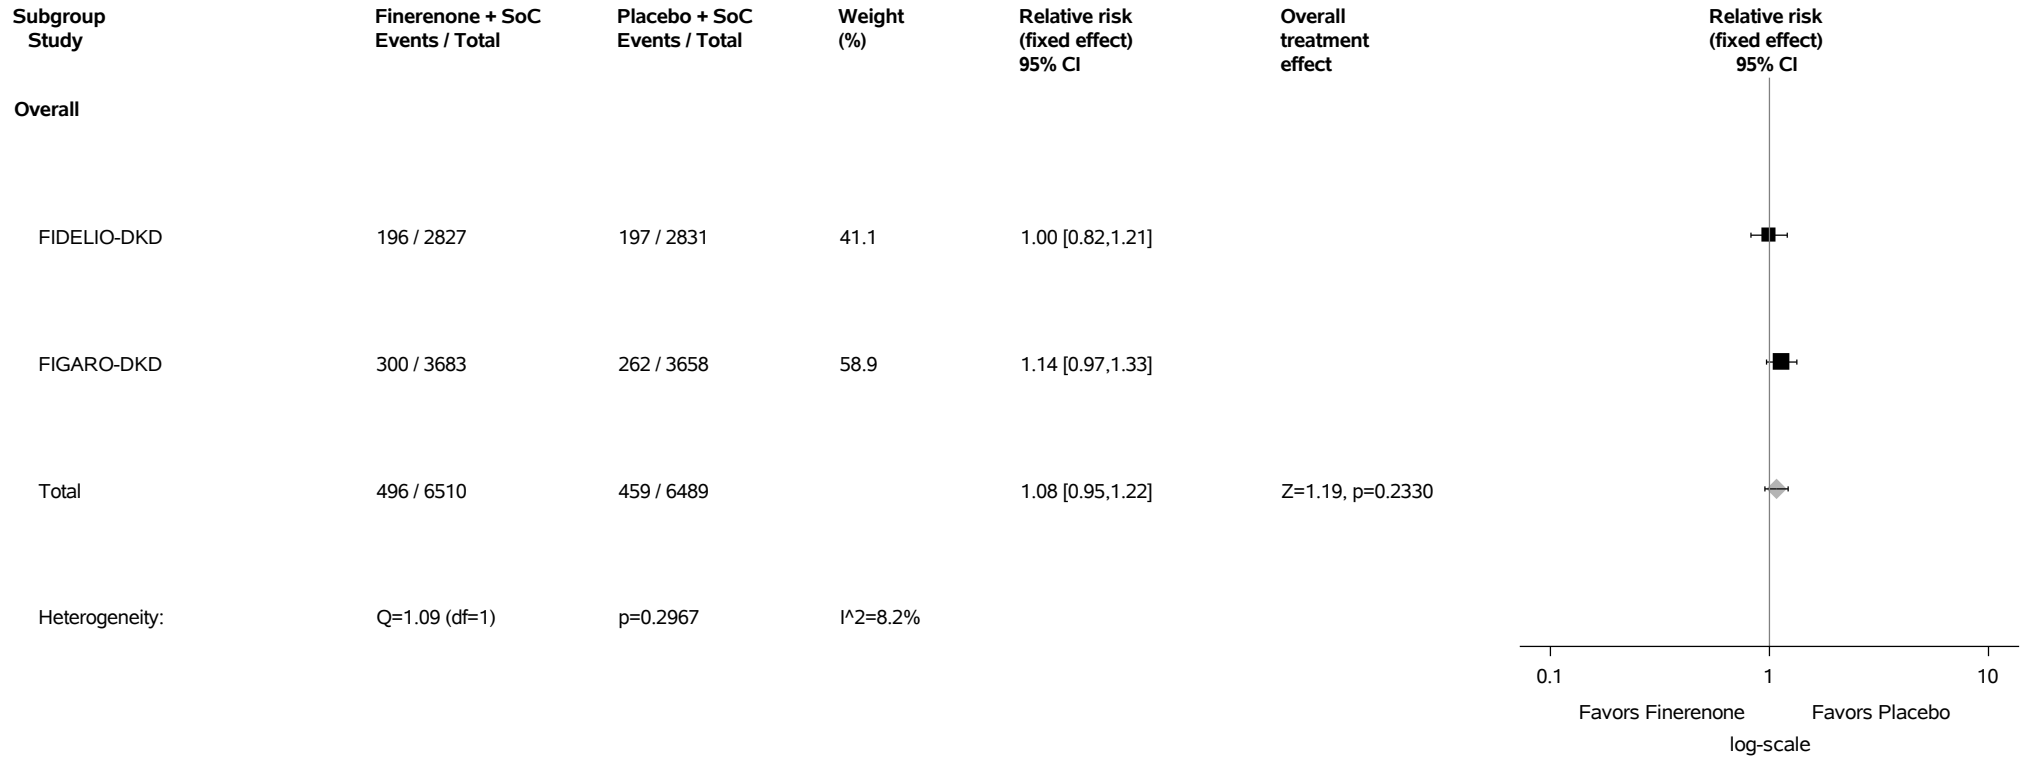 Subgroup Finerenone + SoC Placebo + SoC Weight Relative risk Overall Relative risk
Study Events / Total Events / Total (%) (fixed effect) treatment (fixed effect)
95% CI effect 95% CI
Overall
FIDELIO-DKD 196 / 2827 197 / 2831 41.1 1.00 [0.82,1.21]
FIGARO-DKD 300 / 3683 262 / 3658 58.9 1.14 [0.97,1.33]
Total 496 / 6510 459 / 6489 1.08 [0.95,1.22] Z=1.19, p=0.2330
Heterogeneity: Q=1.09 (df=1) p=0.2967 I^2=8.2%
0.1 1 10
Favors Finerenone Favors Placebo
log-scale